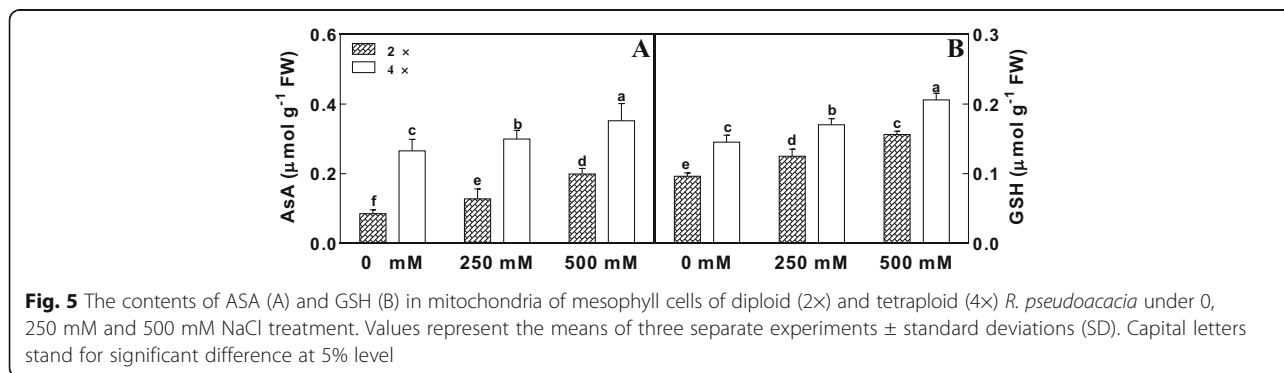 0.6
0.4
0.2
0.0
AsA (μmol g⁻¹ FW)
2 ×
4 ×
A
f
c
e
b
d
a
0 mM
250 mM
500 mM
B
e
c
d
b
c
a
0 mM
250 mM
500 mM
0.3
0.2
0.1
0.0
GSH (μmol g⁻¹ FW)
Fig. 5 The contents of ASA (A) and GSH (B) in mitochondria of mesophyll cells of diploid (2×) and tetraploid (4×) R. pseudoacacia under 0,
250 mM and 500 mM NaCl treatment. Values represent the means of three separate experiments ± standard deviations (SD). Capital letters
stand for significant difference at 5% level